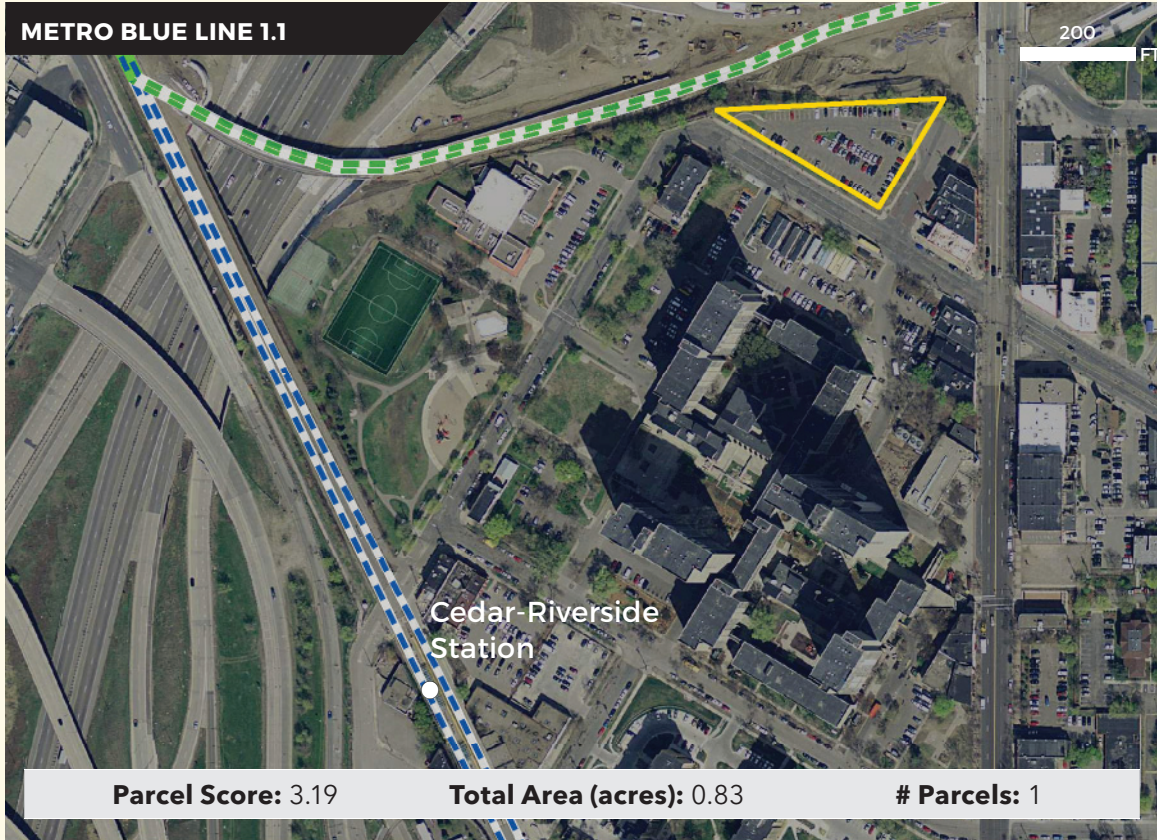 METRO BLUE LINE 1.1
200
FT
Cedar-Riverside
Station
Parcel Score: 3.19 Total Area (acres): 0.83 # Parcels: 1